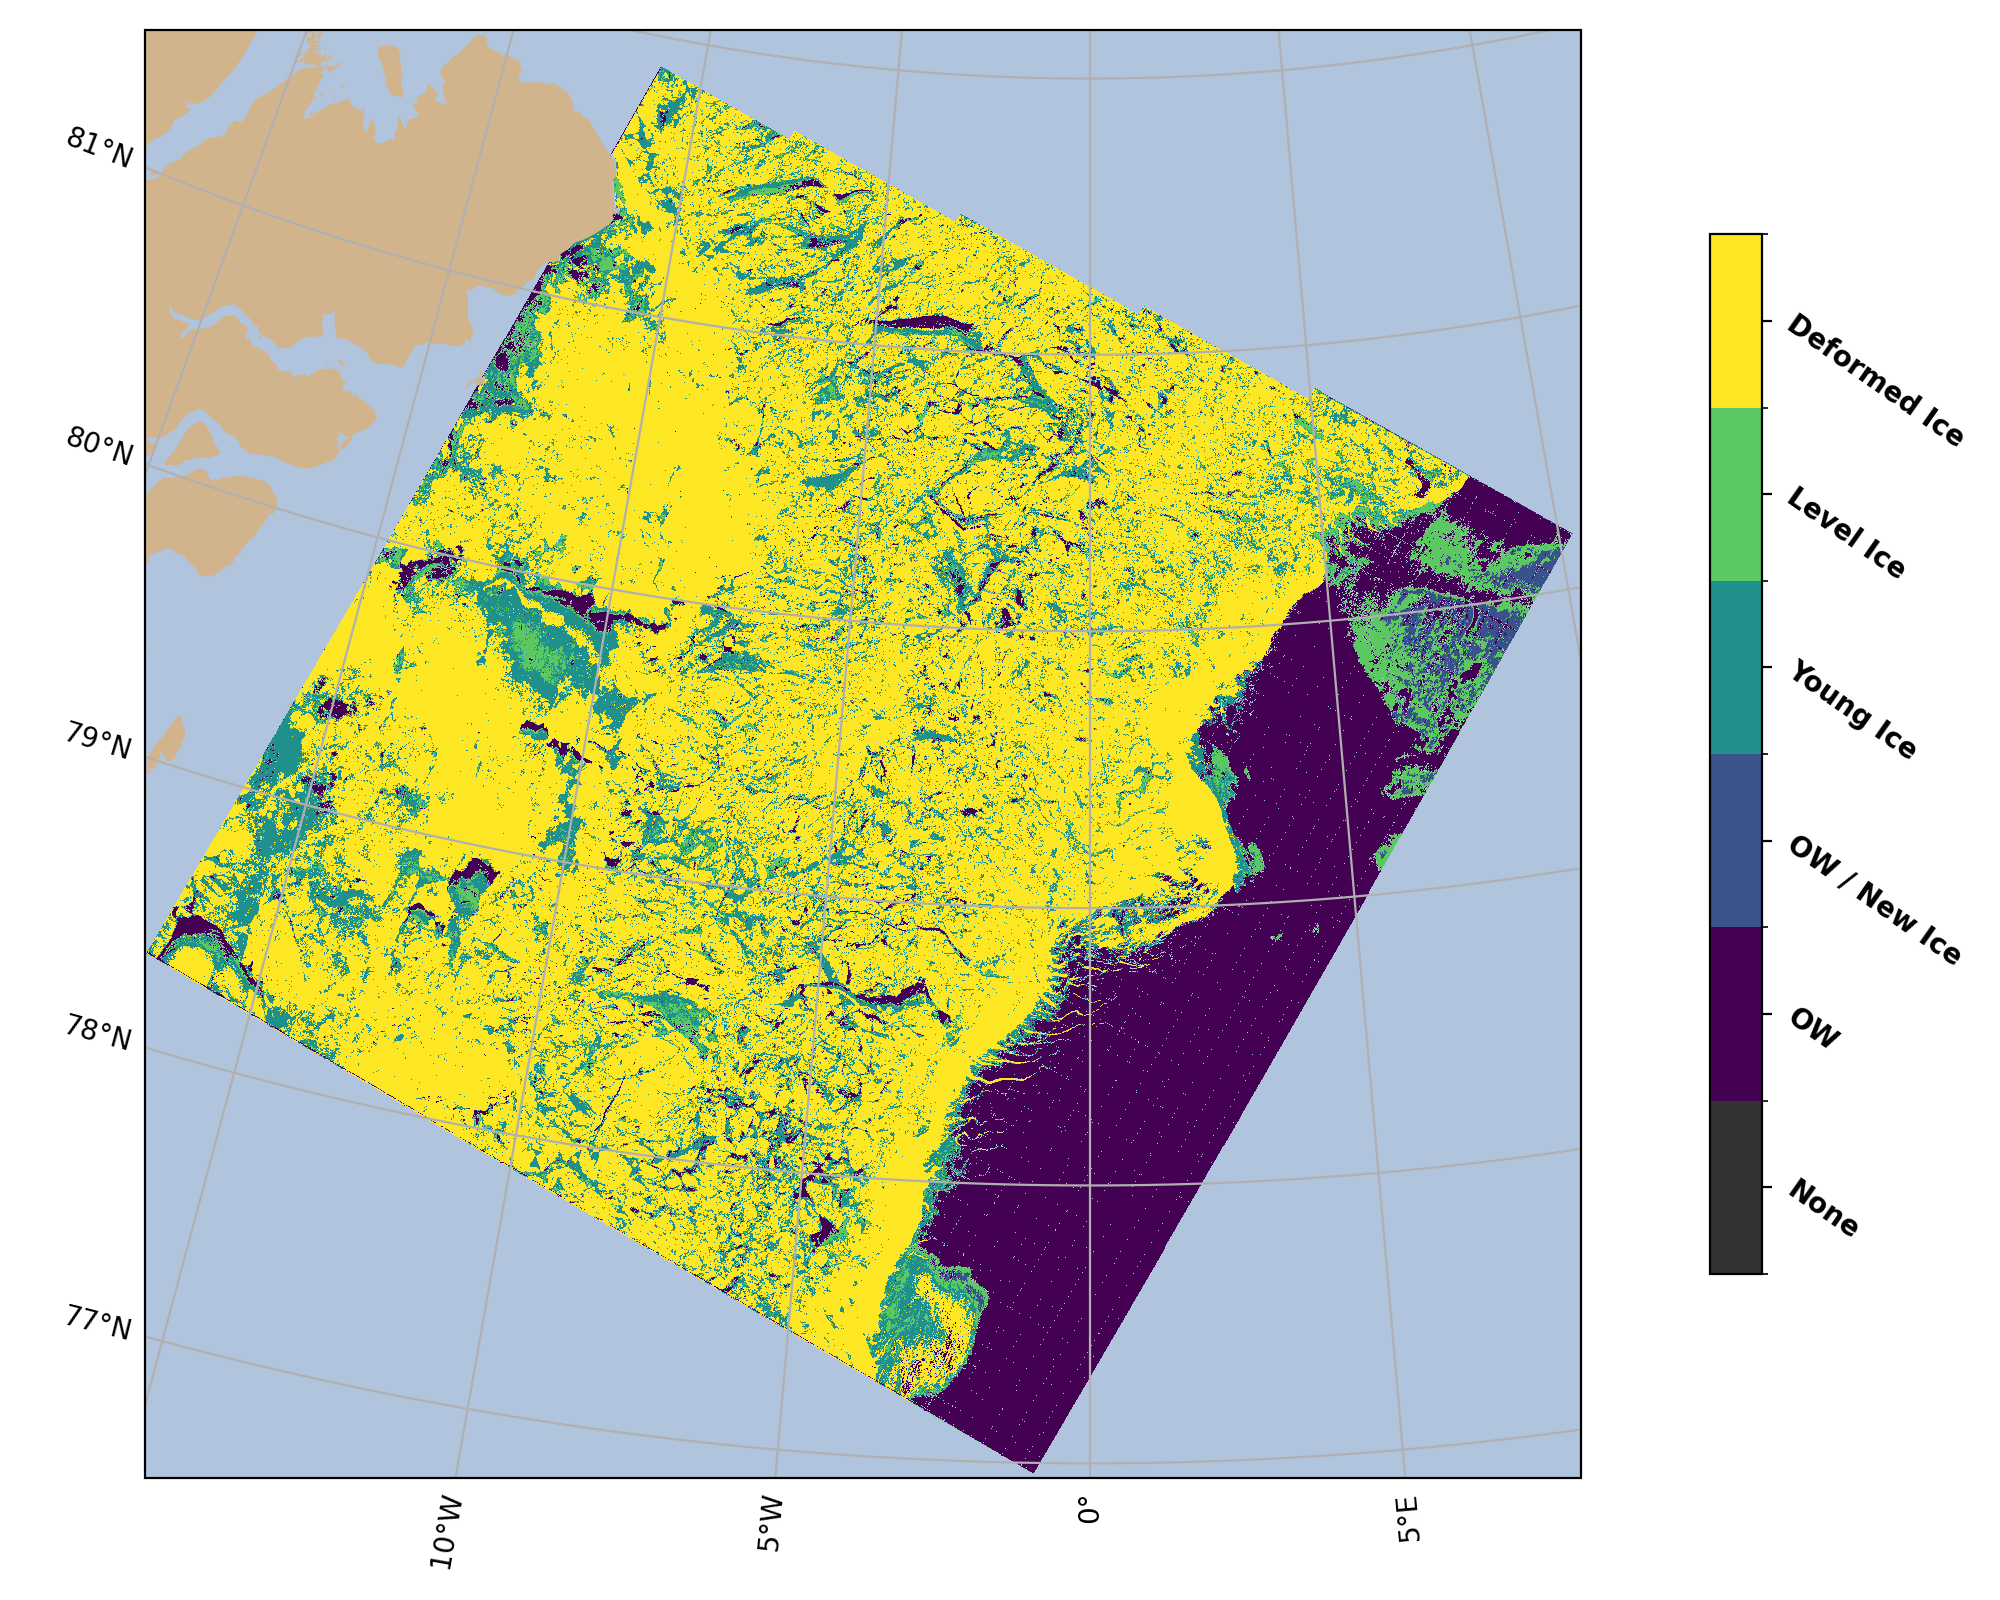 81°N
80°N
79°N
78°N
77°N
10°W
5°W
0°
5°E
Deformed Ice
Level Ice
Young Ice
OW / New Ice
OW
None